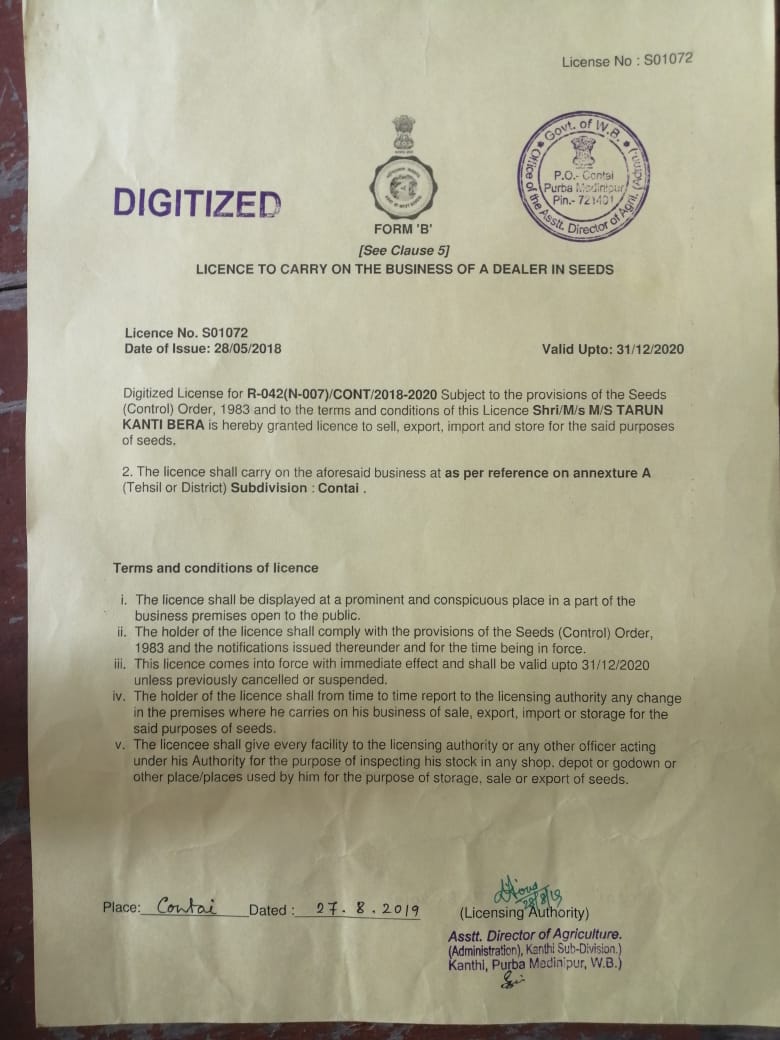 License No : S01072
Govt. of W.B.
Office of the Asstt. Director of Agril. (Admn)
P.O.- Contai
Purba Medinipur
Pin.- 721401
DIGITIZED
FORM 'B'
[See Clause 5]
LICENCE TO CARRY ON THE BUSINESS OF A DEALER IN SEEDS
Licence No. S01072
Date of Issue: 28/05/2018
Valid Upto: 31/12/2020
Digitized License for R-042(N-007)/CONT/2018-2020 Subject to the provisions of the Seeds
(Control) Order, 1983 and to the terms and conditions of this Licence Shri/M/s M/S TARUN
KANTI BERA is hereby granted licence to sell, export, import and store for the said purposes
of seeds.
2. The licence shall carry on the aforesaid business at as per reference on annexture A
(Tehsil or District) Subdivision : Contai .
Terms and conditions of licence
i. The licence shall be displayed at a prominent and conspicuous place in a part of the
business premises open to the public.
ii. The holder of the licence shall comply with the provisions of the Seeds (Control) Order,
1983 and the notifications issued thereunder and for the time being in force.
iii. This licence comes into force with immediate effect and shall be valid upto 31/12/2020
unless previously cancelled or suspended.
iv. The holder of the licence shall from time to time report to the licensing authority any change
in the premises where he carries on his business of sale, export, import or storage for the
said purposes of seeds.
v. The licencee shall give every facility to the licensing authority or any other officer acting
under his Authority for the purpose of inspecting his stock in any shop, depot or godown or
other place/places used by him for the purpose of storage, sale or export of seeds.
Place: Contai Dated : 27.8.2019
28/8/19
(Licensing Authority)
Asstt. Director of Agriculture.
(Administration), Kanthi Sub-Division.)
Kanthi, Purba Medinipur, W.B.)